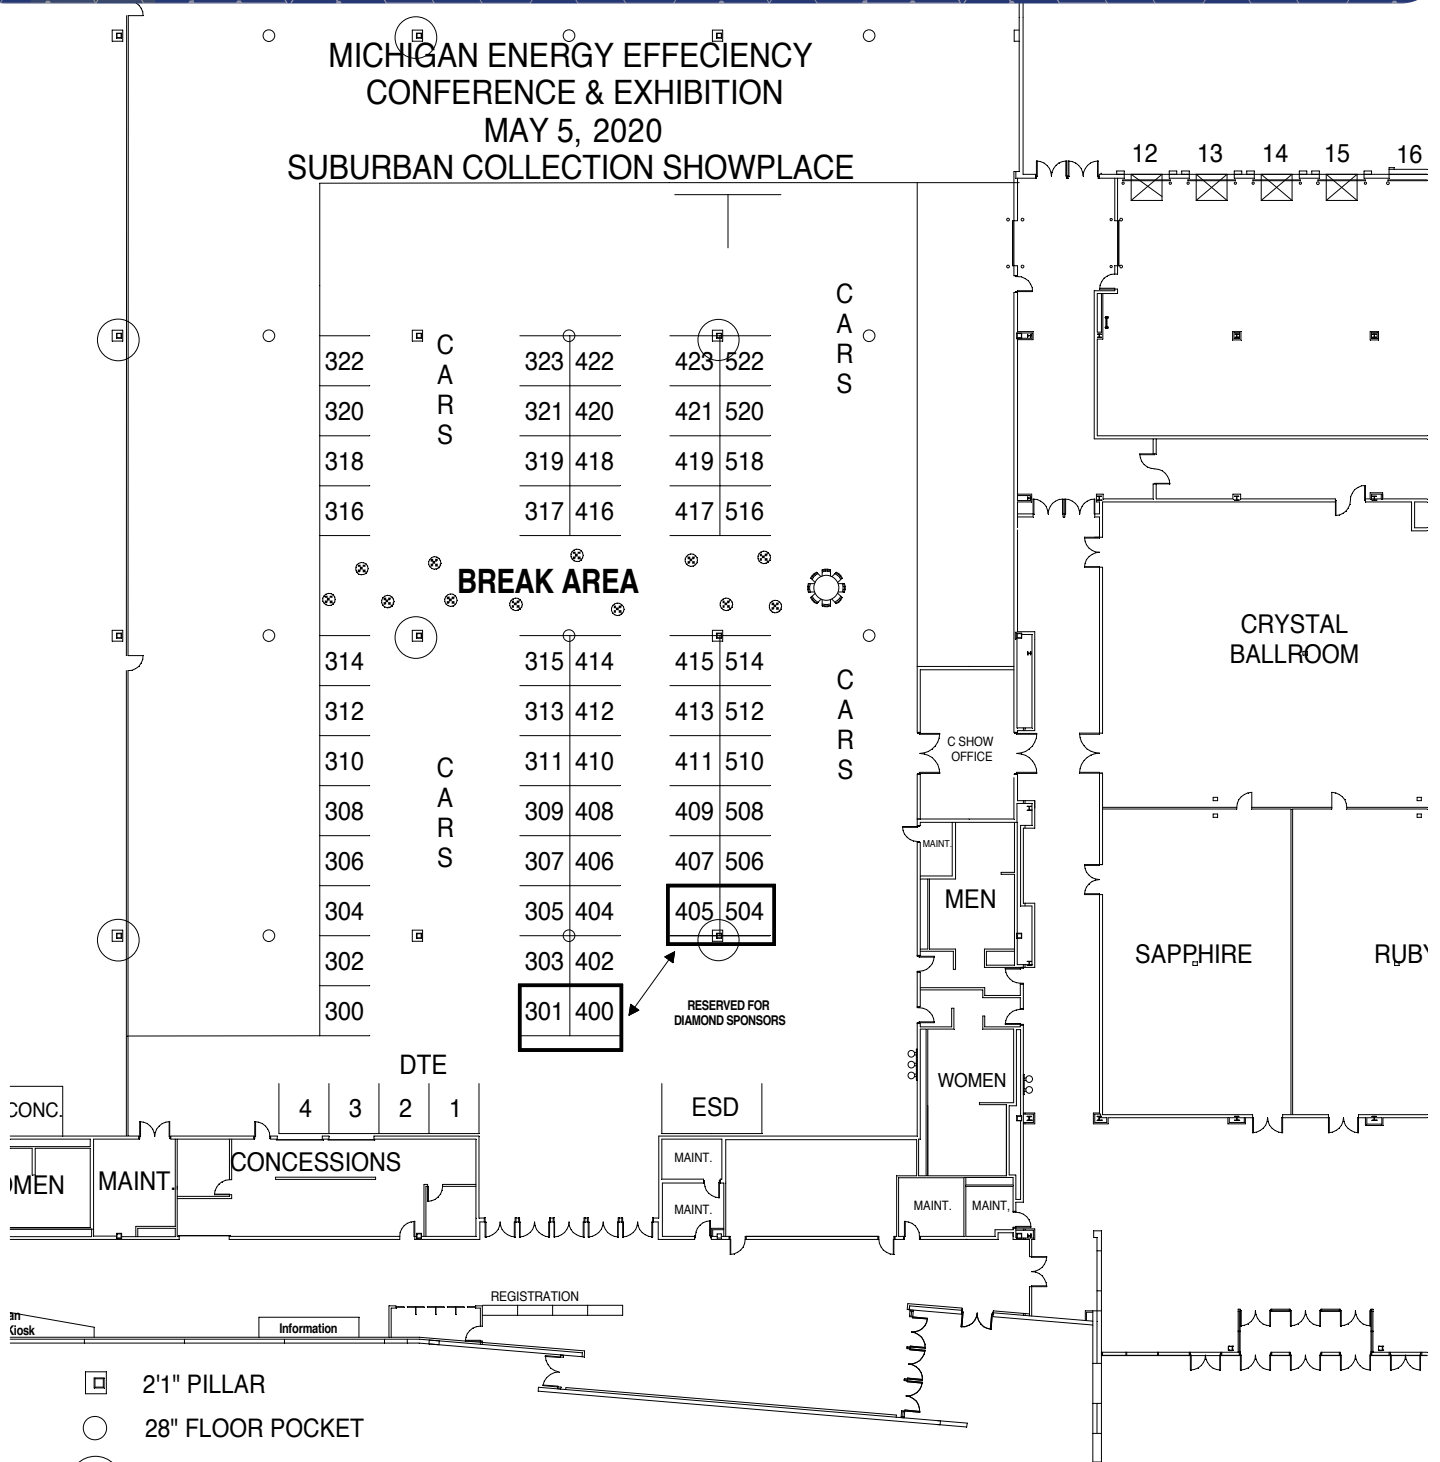 MICHIGAN ENERGY EFFECIENCY
CONFERENCE & EXHIBITION
MAY 5, 2020
SUBURBAN COLLECTION SHOWPLACE
12 13 14 15 16
CARS
CARS
322 323 422 423 522
320 321 420 421 520
318 319 418 419 518
316 317 416 417 516
BREAK AREA
CRYSTAL
BALLROOM
314 315 414 415 514
312 313 412 413 512
310 311 410 411 510
308 309 408 409 508
306 307 406 407 506
304 305 404 405 504
302 303 402
300 301 400
CARS
CARS
C SHOW
OFFICE
MAINT.
MEN
SAPPHIRE
RUBY
RESERVED FOR
DIAMOND SPONSORS
DTE
WOMEN
CONC.
4 3 2 1
ESD
OMEN
MAINT.
CONCESSIONS
MAINT.
MAINT.
MAINT.
MAINT,
REGISTRATION
an
Kiosk
Information
2'1" PILLAR
28" FLOOR POCKET